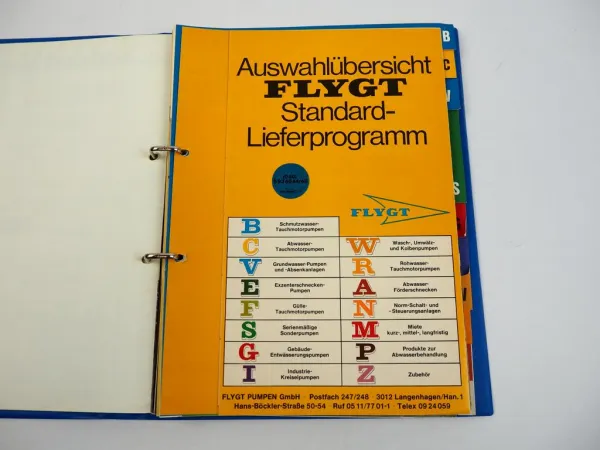 Auswahlübersicht
FLYGT
Standard-
Lieferprogramm
FLYGT
B Schmutzwasser-
Tauchmotorpumpen
C Abwasser-
Tauchmotorpumpen
V Grundwasser-Pumpen
und -Absenkanlagen
E Exzenterschnecken-
Pumpen
F Gülle-
Tauchmotorpumpen
S Serienmäßige
Sonderpumpen
G Gebäude-
Entwässerungspumpen
I Industrie-
Kreiselpumpen
W Wasch-, Umwälz-
und Kolbenpumpen
R Rohwasser-
Tauchmotorpumpen
A Abwasser-
Förderschnecken
N Norm-Schalt- und
-Steuerungsanlagen
M Miete
kurz-, mittel-, langfristig
P Produkte zur
Abwasserbehandlung
Z Zubehör
FLYGT PUMPEN GmbH · Postfach 247/248 · 3012 Langenhagen/Han. 1
Hans-Böckler-Straße 50-54 · Ruf 05 11/77 01-1 · Telex 09 24 059
B
C
V
S